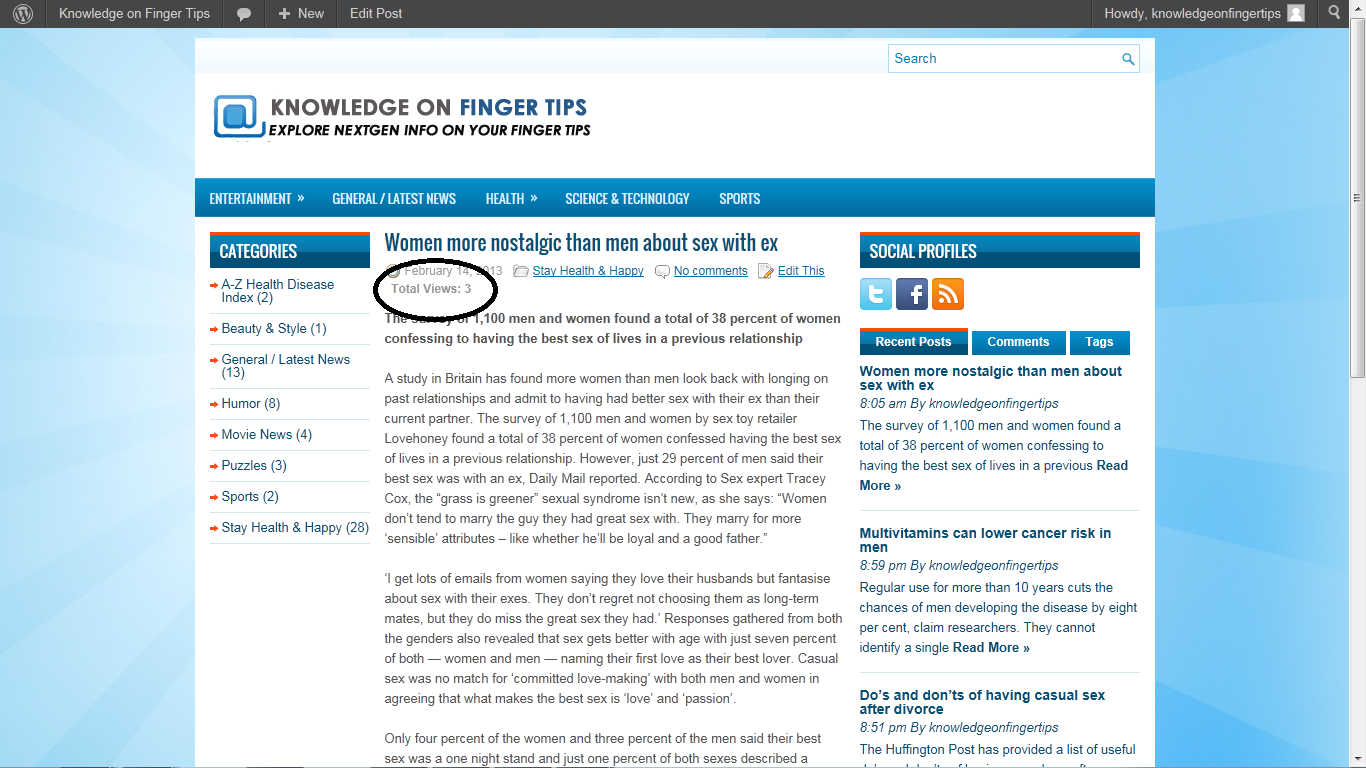 Knowledge on Finger Tips
New
Edit Post
Howdy, knowledgeonfingertips
Search
@ KNOWLEDGE ON FINGER TIPS
EXPLORE NEXTGEN INFO ON YOUR FINGER TIPS
ENTERTAINMENT »
GENERAL / LATEST NEWS
HEALTH »
SCIENCE & TECHNOLOGY
SPORTS
CATEGORIES
A-Z Health Disease
Index (2)
Beauty & Style (1)
General / Latest News
(13)
Humor (8)
Movie News (4)
Puzzles (3)
Sports (2)
Stay Health & Happy (28)
Women more nostalgic than men about sex with ex
February 14, 2013 Stay Health & Happy No comments Edit This
Total Views: 3
The survey of 1,100 men and women found a total of 38 percent of women
confessing to having the best sex of lives in a previous relationship
A study in Britain has found more women than men look back with longing on
past relationships and admit to having had better sex with their ex than their
current partner. The survey of 1,100 men and women by sex toy retailer
Lovehoney found a total of 38 percent of women confessed having the best sex
of lives in a previous relationship. However, just 29 percent of men said their
best sex was with an ex, Daily Mail reported. According to Sex expert Tracey
Cox, the “grass is greener” sexual syndrome isn’t new, as she says: “Women
don’t tend to marry the guy they had great sex with. They marry for more
‘sensible’ attributes – like whether he’ll be loyal and a good father.”
‘I get lots of emails from women saying they love their husbands but fantasise
about sex with their exes. They don’t regret not choosing them as long-term
mates, but they do miss the great sex they had.’ Responses gathered from both
the genders also revealed that sex gets better with age with just seven percent
of both — women and men — naming their first love as their best lover. Casual
sex was no match for ‘committed love-making’ with both men and women in
agreeing that what makes the best sex is ‘love’ and ‘passion’.
Only four percent of the women and three percent of the men said their best
sex was a one night stand and just one percent of both sexes described a
SOCIAL PROFILES
Recent Posts
Comments
Tags
Women more nostalgic than men about
sex with ex
8:05 am By knowledgeonfingertips
The survey of 1,100 men and women found a
total of 38 percent of women confessing to
having the best sex of lives in a previous Read
More »
Multivitamins can lower cancer risk in
men
8:59 pm By knowledgeonfingertips
Regular use for more than 10 years cuts the
chances of men developing the disease by eight
per cent, claim researchers. They cannot
identify a single Read More »
Do’s and don’ts of having casual sex
after divorce
8:51 pm By knowledgeonfingertips
The Huffington Post has provided a list of useful